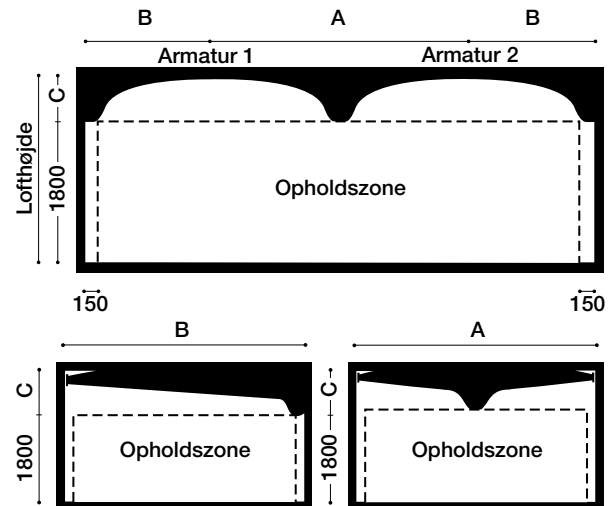 B A B
Armatur 1 Armatur 2
Lofthøjde
C
1800
Opholdszone
150 150
B A
C
1800
Opholdszone
C
1800
Opholdszone